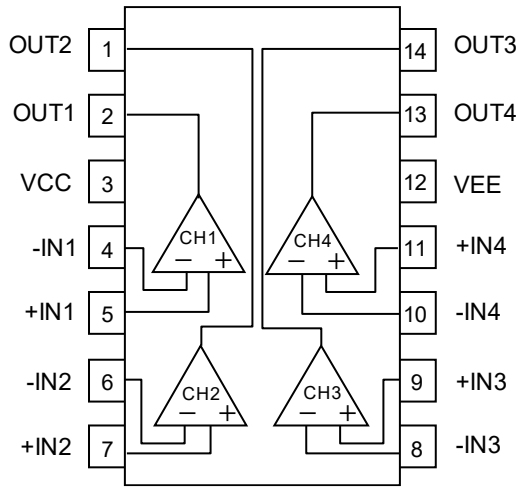 OUT2 1 14 OUT3
OUT1 2 13 OUT4
VCC 3 12 VEE
CH1 CH4
-IN1 4 11 +IN4
− + − +
+IN1 5 10 -IN4
-IN2 6 9 +IN3
CH2 CH3
− + − +
+IN2 7 8 -IN3